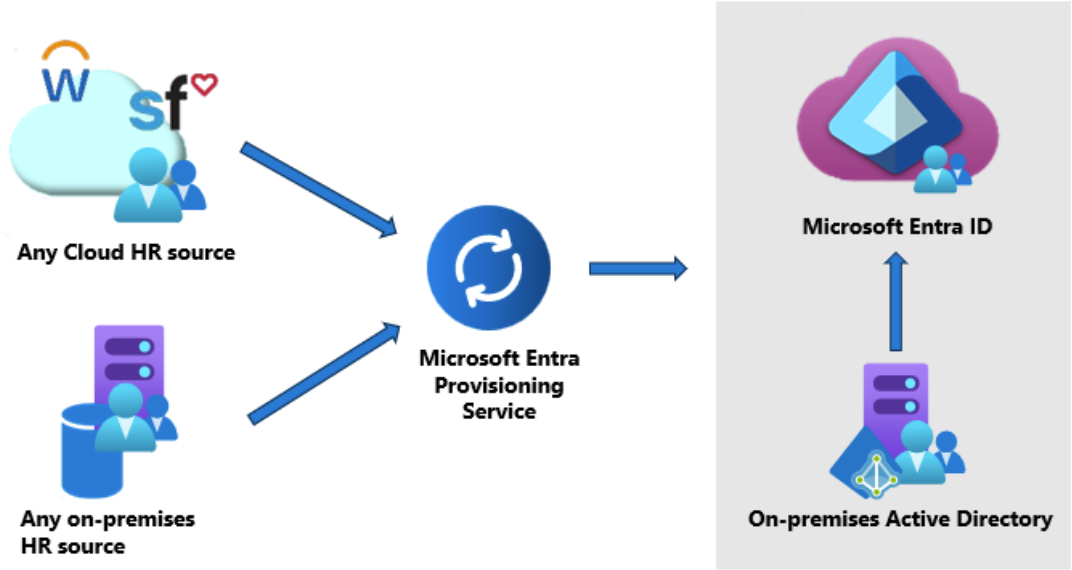 W
sf
Any Cloud HR source
Microsoft Entra ID
Microsoft Entra
Provisioning
Service
Any on-premises
HR source
On-premises Active Directory